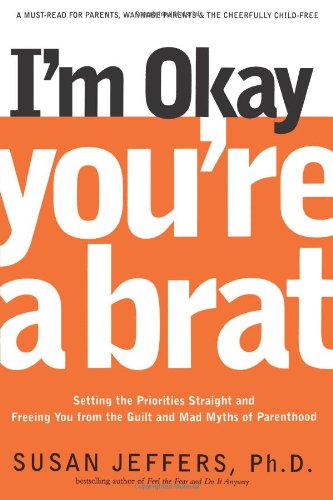 A MUST-READ FOR PARENTS, WANNABE PARENTS & THE CHEERFULLY CHILD-FREE
I'm Okay
you're
a brat
Setting the Priorities Straight and
Freeing You from the Guilt and Mad Myths of Parenthood
SUSAN JEFFERS, Ph.D.
bestselling author of Feel the Fear and Do It Anyway